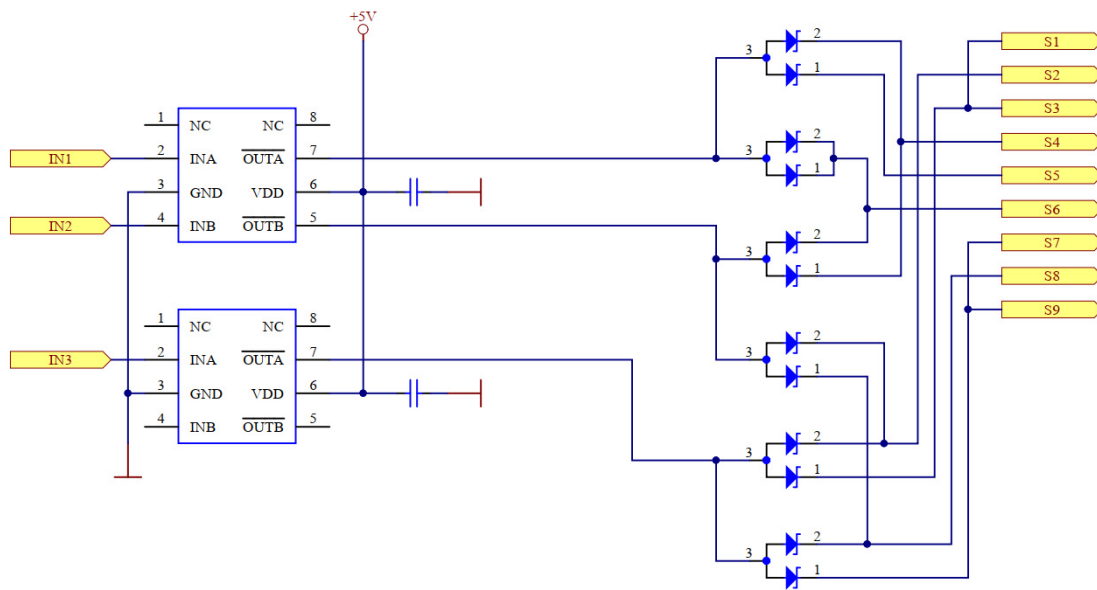 +5V
1 NC NC 8
IN1 2 INA OUTA 7
3 GND VDD 6
IN2 4 INB OUTB 5
1 NC NC 8
IN3 2 INA OUTA 7
3 GND VDD 6
4 INB OUTB 5
3 2
1
3 2
1
3 2
1
3 2
1
3 2
1
3 2
1
S1
S2
S3
S4
S5
S6
S7
S8
S9